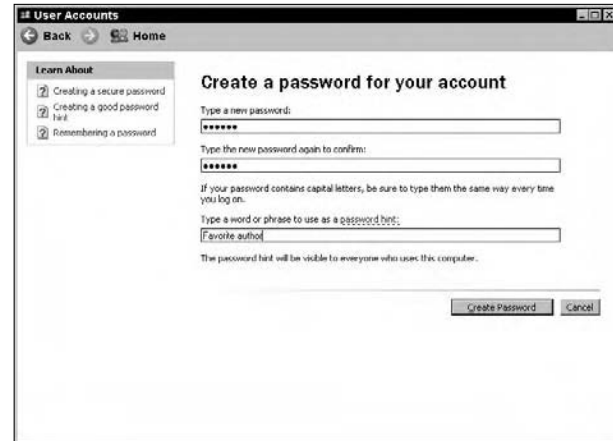 User Accounts
Back Home
Learn About
Creating a secure password
Creating a good password
hint
Remembering a password
Create a password for your account
Type a new password:
••••••
Type the new password again to confirm:
••••••
If your password contains capital letters, be sure to type them the same way every time
you log on.
Type a word or phrase to use as a password hint:
Favorite author
The password hint will be visible to everyone who uses this computer.
Create Password Cancel